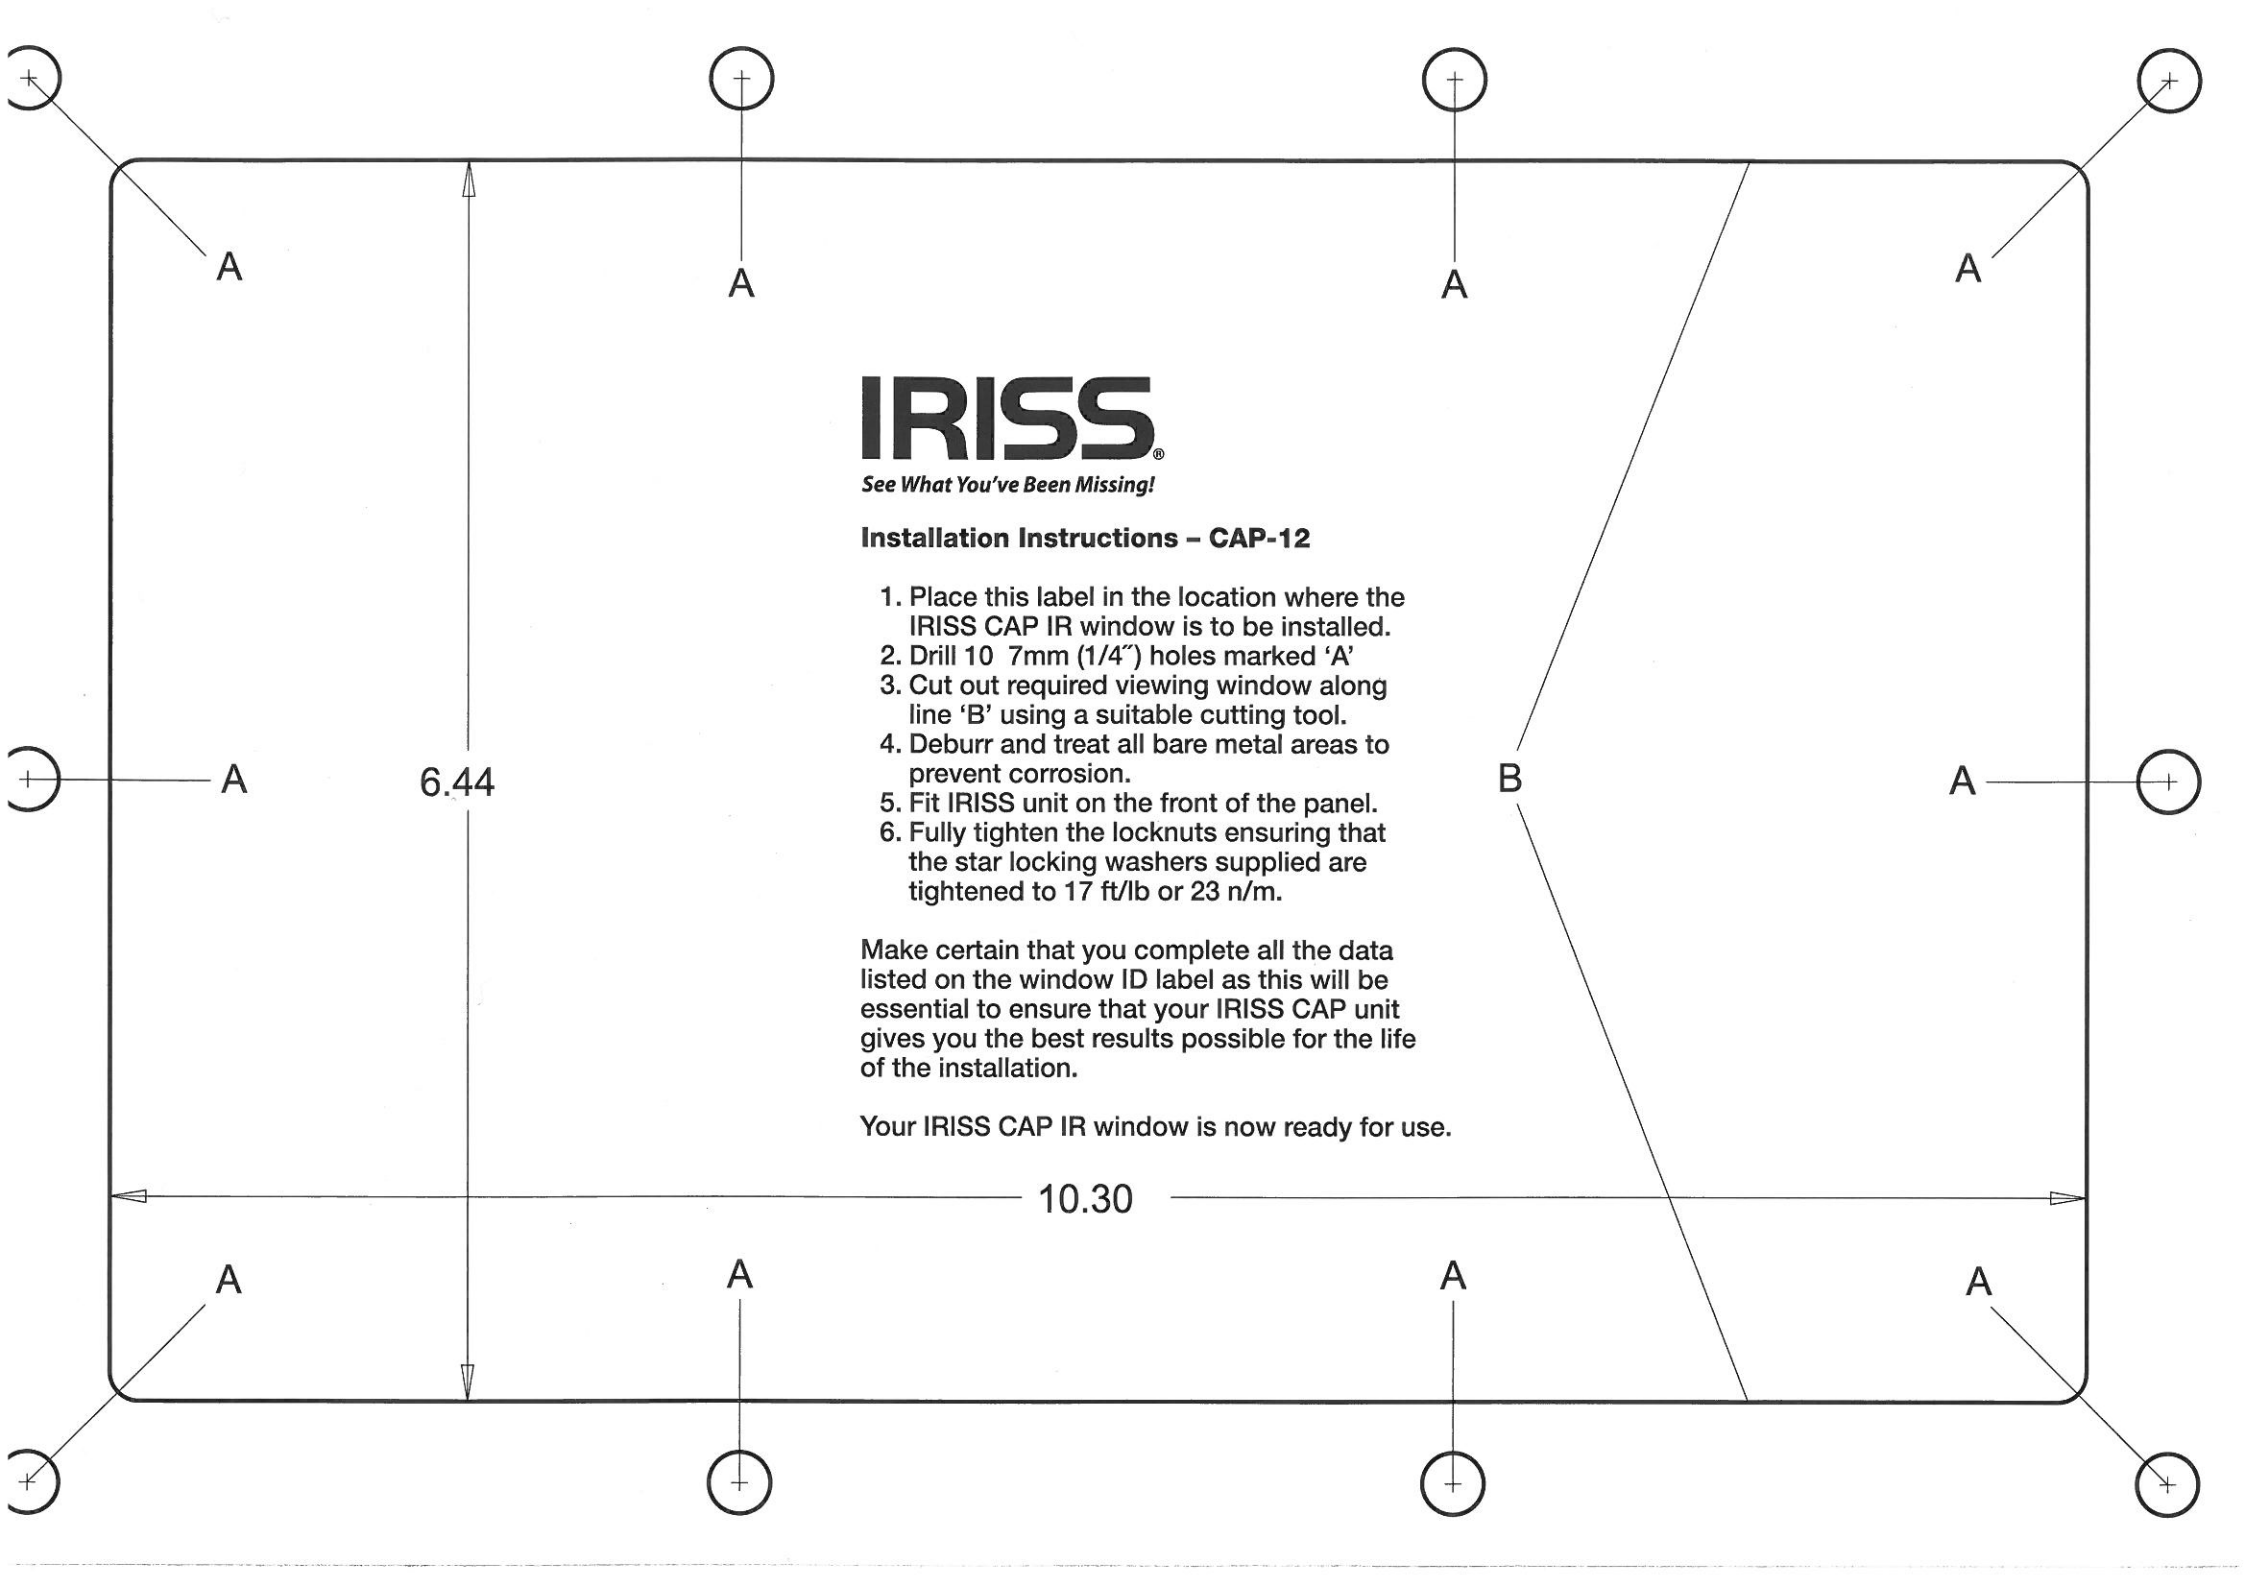 A
A
A
A
IRISS®
See What You've Been Missing!
Installation Instructions – CAP-12
1. Place this label in the location where the
IRISS CAP IR window is to be installed.
2. Drill 10  7mm (1/4˝) holes marked ‘A’
3. Cut out required viewing window along
line ‘B’ using a suitable cutting tool.
4. Deburr and treat all bare metal areas to
prevent corrosion.
A
6.44
B
A
5. Fit IRISS unit on the front of the panel.
6. Fully tighten the locknuts ensuring that
the star locking washers supplied are
tightened to 17 ft/lb or 23 n/m.
Make certain that you complete all the data
listed on the window ID label as this will be
essential to ensure that your IRISS CAP unit
gives you the best results possible for the life
of the installation.
Your IRISS CAP IR window is now ready for use.
10.30
A
A
A
A